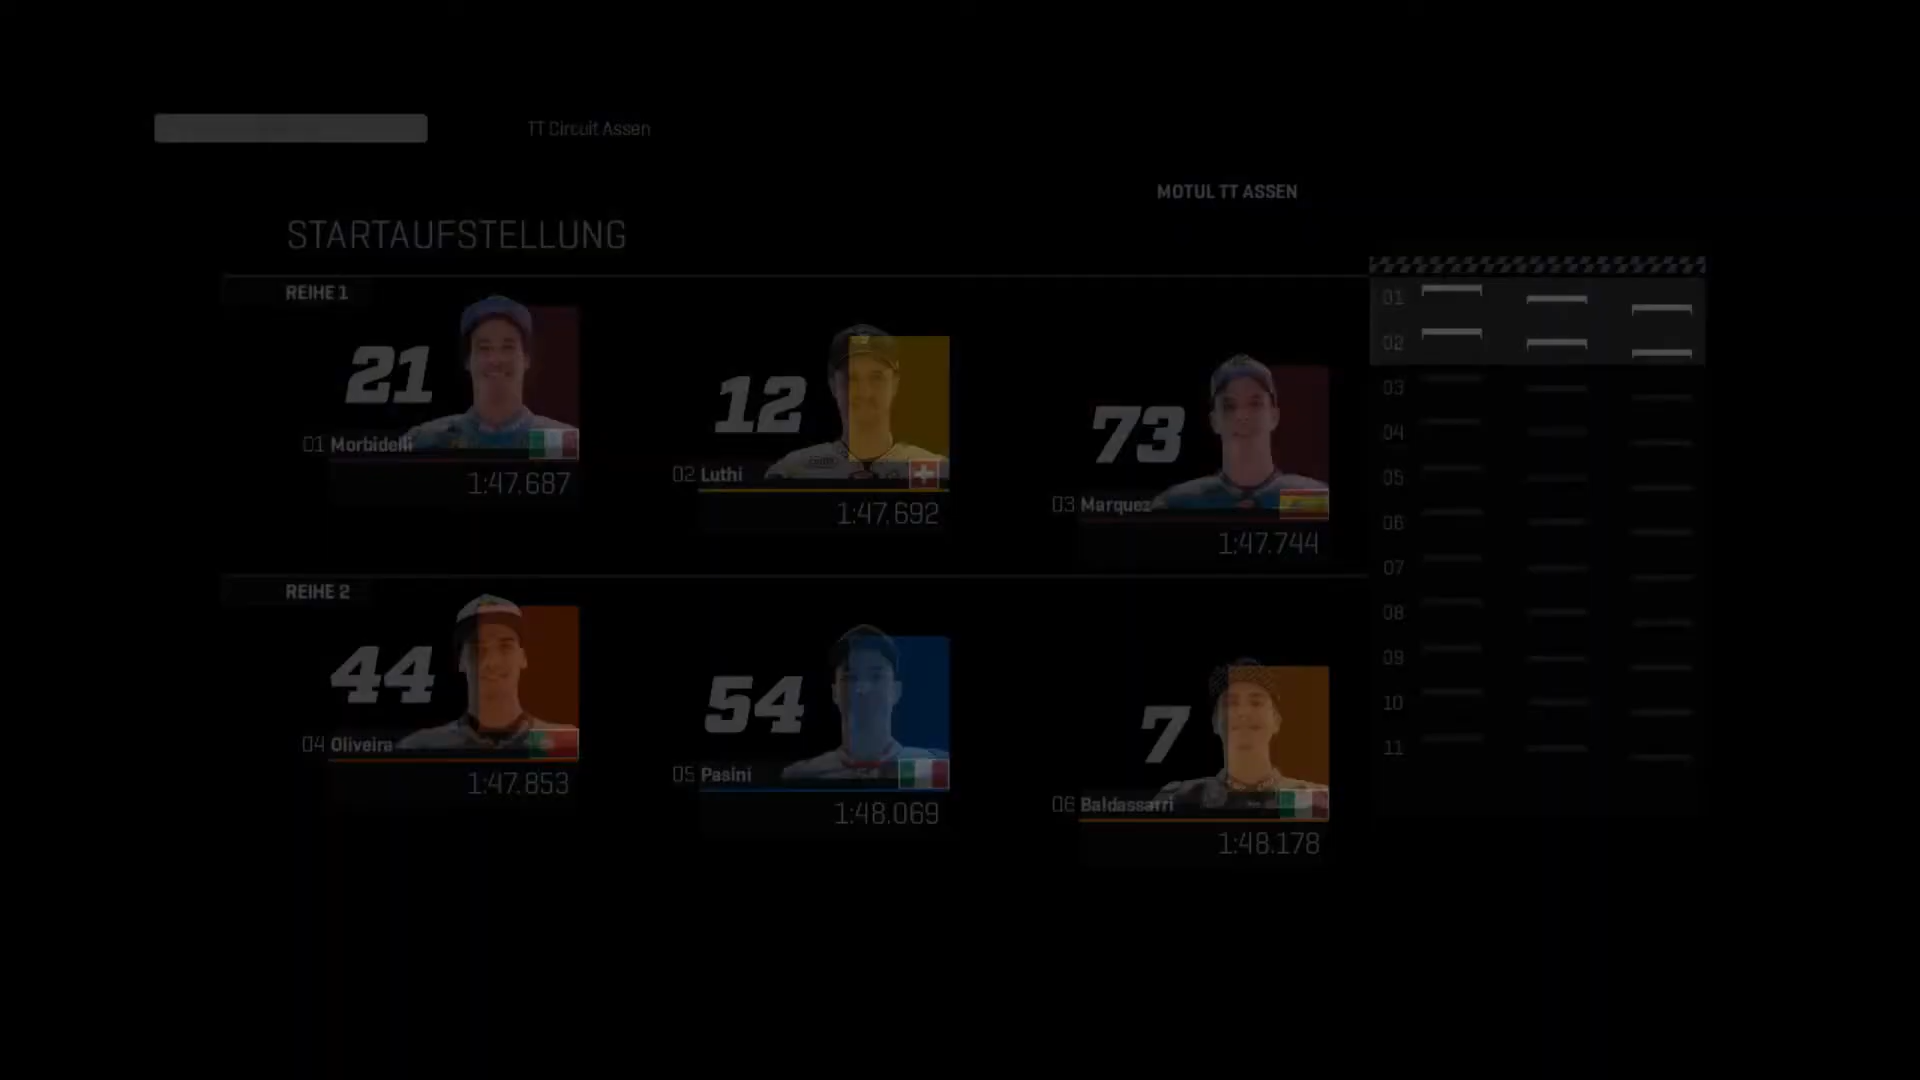 TT Circuit Assen
MOTUL TT ASSEN
STARTAUFSTELLUNG
REIHE 1
21
01 Morbidelli
1:47.687
12
02 Luthi
1:47.692
73
03 Marquez
1:47.744
REIHE 2
44
04 Oliveira
1:47.853
54
05 Pasini
1:48.069
7
06 Baldassarri
1:48.178
01
02
03
04
05
06
07
08
09
10
11